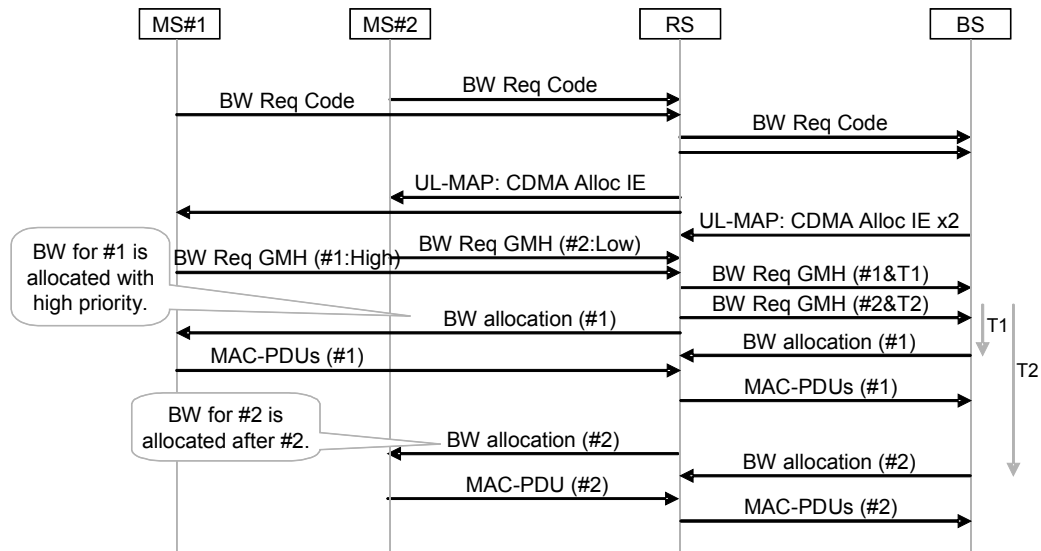 MS#1
MS#2
RS
BS
BW Req Code
BW Req Code
BW Req Code
UL-MAP: CDMA Alloc IE
UL-MAP: CDMA Alloc IE x2
BW for #1 is
allocated with
high priority.
BW Req GMH (#2:Low)
BW Req GMH (#1:High)
BW Req GMH (#1&T1)
BW Req GMH (#2&T2)
BW allocation (#1)
T1
BW allocation (#1)
MAC-PDUs (#1)
T2
MAC-PDUs (#1)
BW for #2 is
allocated after #2.
BW allocation (#2)
BW allocation (#2)
MAC-PDU (#2)
MAC-PDUs (#2)